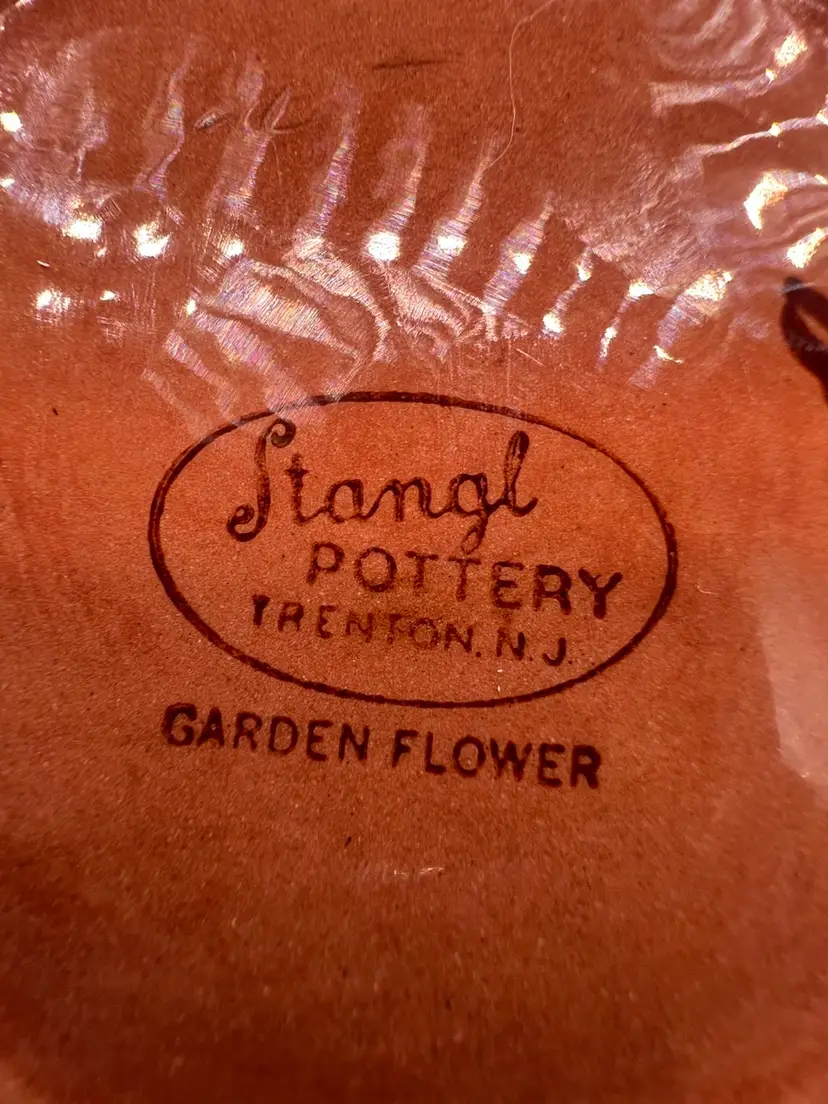 Stangl
POTTERY
TRENTON, N.J.
GARDEN FLOWER